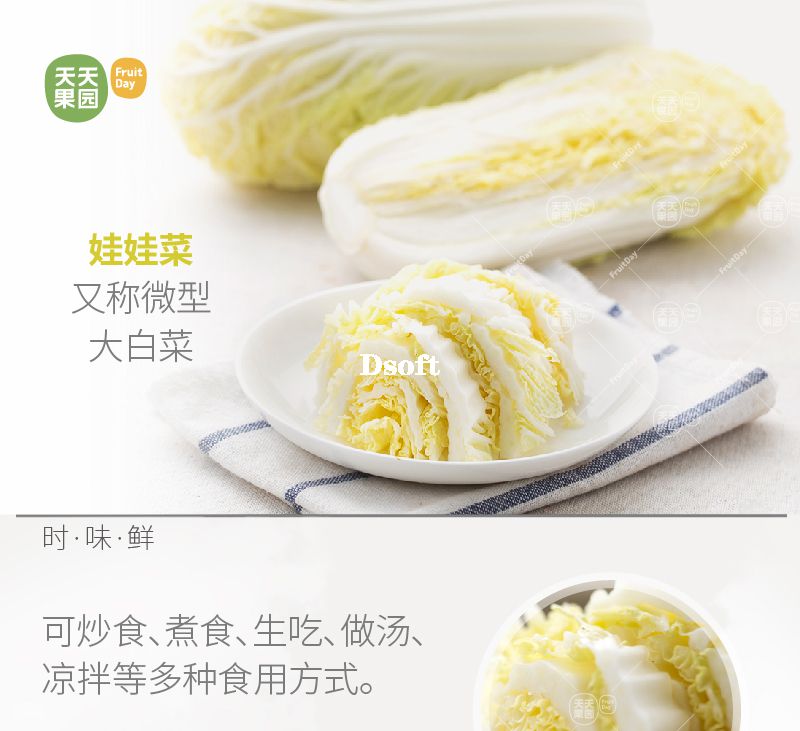 天天
果园
Fruit
Day
娃娃菜
又称微型
大白菜
Dsoft
时·味·鲜
可炒食、煮食、生吃、做汤、
凉拌等多种食用方式。